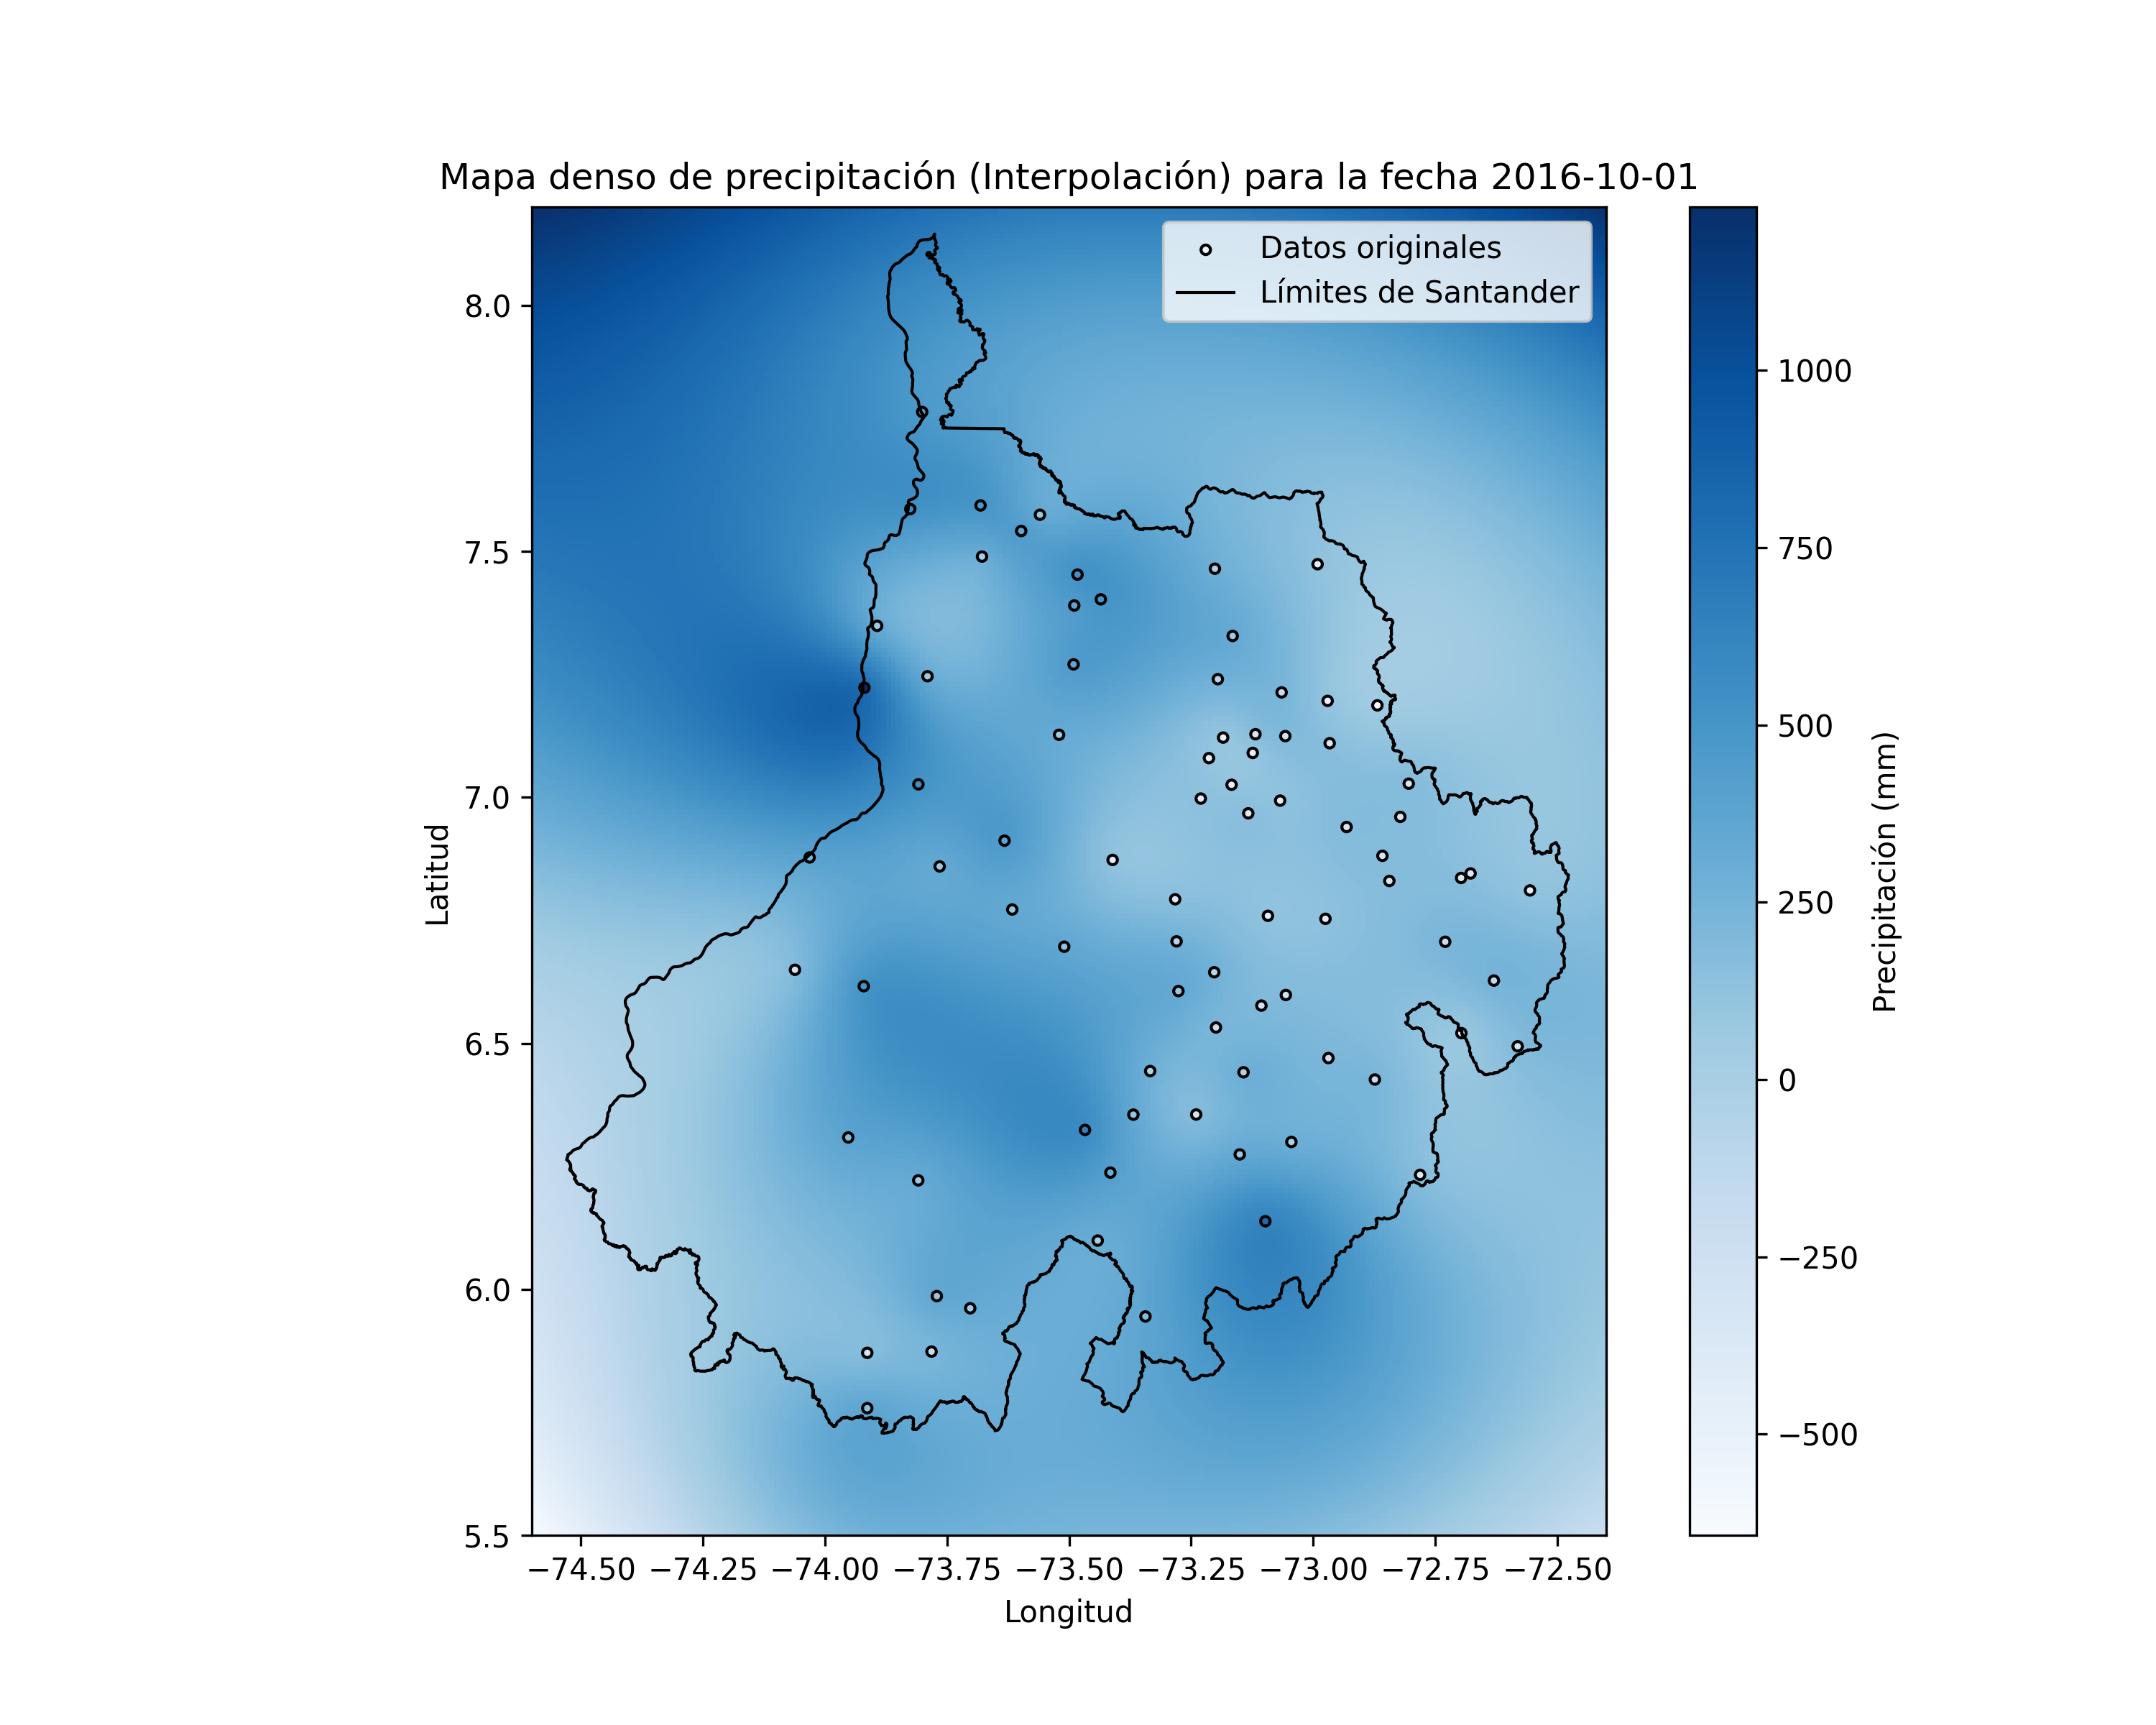 Mapa denso de precipitación (Interpolación) para la fecha 2016-10-01
Datos originales
Límites de Santander
8.0
7.5
7.0
6.5
6.0
5.5
Latitud
−74.50 −74.25 −74.00 −73.75 −73.50 −73.25 −73.00 −72.75 −72.50
Longitud
1000
750
500
250
0
−250
−500
Precipitación (mm)